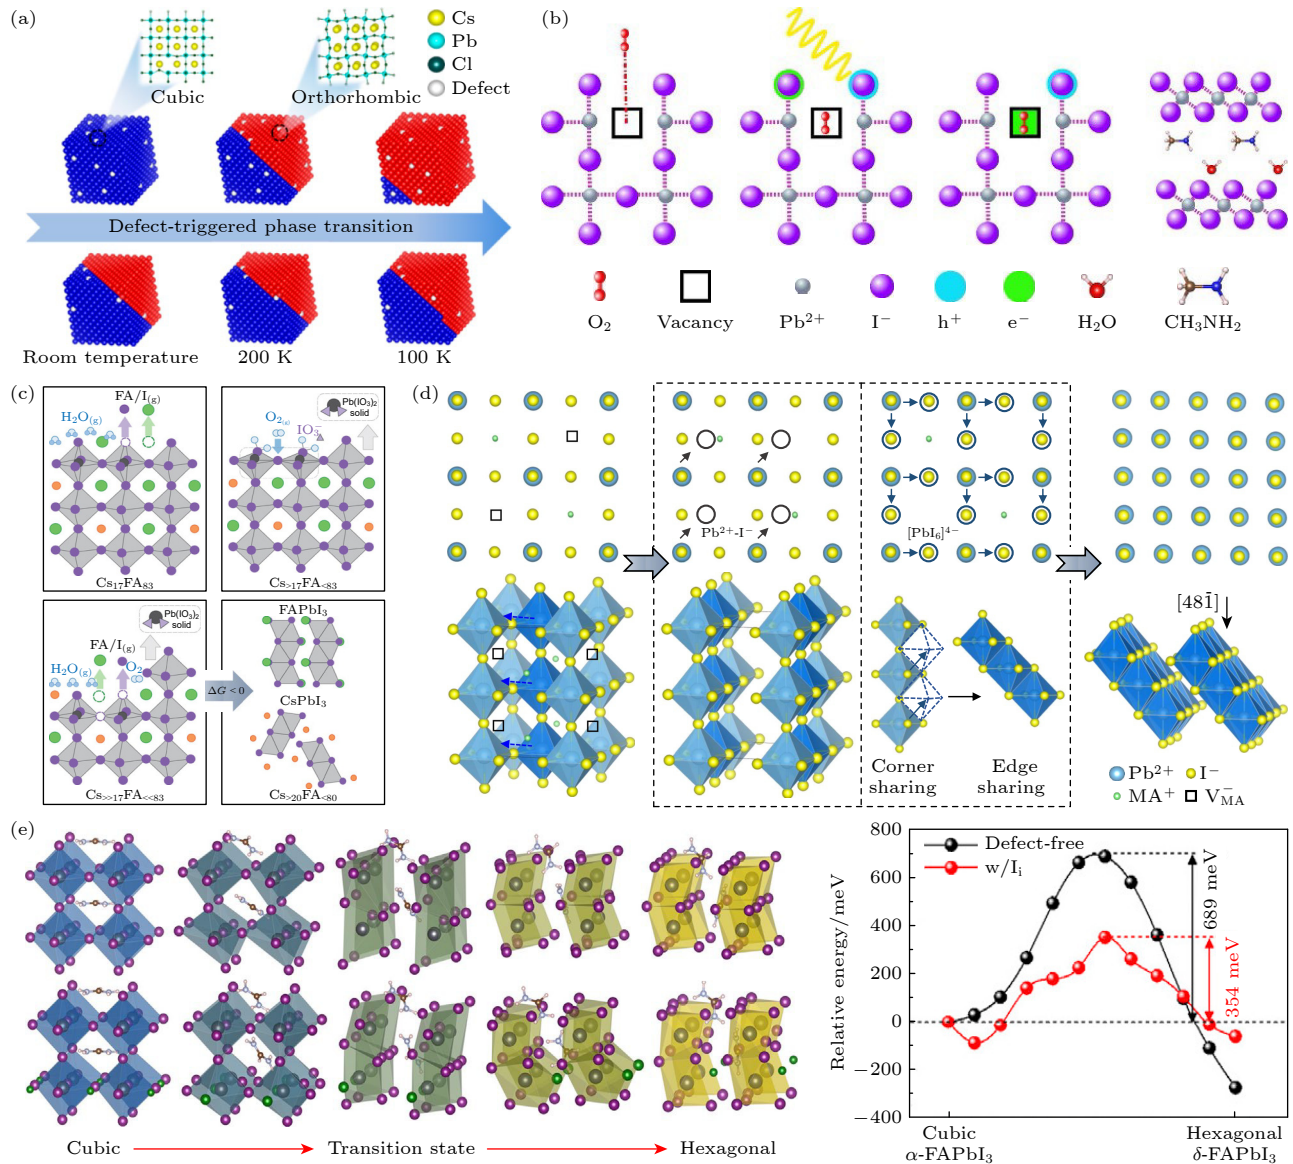 (a)
Cs
Pb
Cl
Defect
Cubic
Orthorhombic
Defect-triggered phase transition
Room temperature
200 K
100 K
(b)
O₂
Vacancy
Pb²⁺
I⁻
h⁺
e⁻
H₂O
CH₃NH₂
(c)
FA/I(g)
H₂O(g)
Cs₁₇FA₈₃
Pb(IO₃)₂
solid
O₂(g)
IO₃⁻
Cs>₁₇FA<₈₃
Pb(IO₃)₂
solid
FA/I(g)
H₂O(g)
O₂
Cs>>₁₇FA<<₈₃
ΔG < 0
FAPbI₃
CsPbI₃
Cs>₂₀FA<₈₀
(d)
Pb²⁺-I⁻
[PbI₆]⁴⁻
Corner
sharing
Edge
sharing
[481̄]
Pb²⁺
I⁻
MA⁺
V⁻MA
(e)
Cubic
Transition state
Hexagonal
Relative energy/meV
800
600
400
200
0
−200
−400
Defect-free
w/Iᵢ
689 meV
354 meV
Cubic
α-FAPbI₃
Hexagonal
δ-FAPbI₃